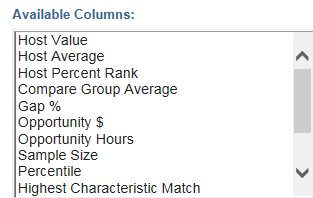 Available Columns:
Host Value
Host Average
Host Percent Rank
Compare Group Average
Gap %
Opportunity $
Opportunity Hours
Sample Size
Percentile
Highest Characteristic Match